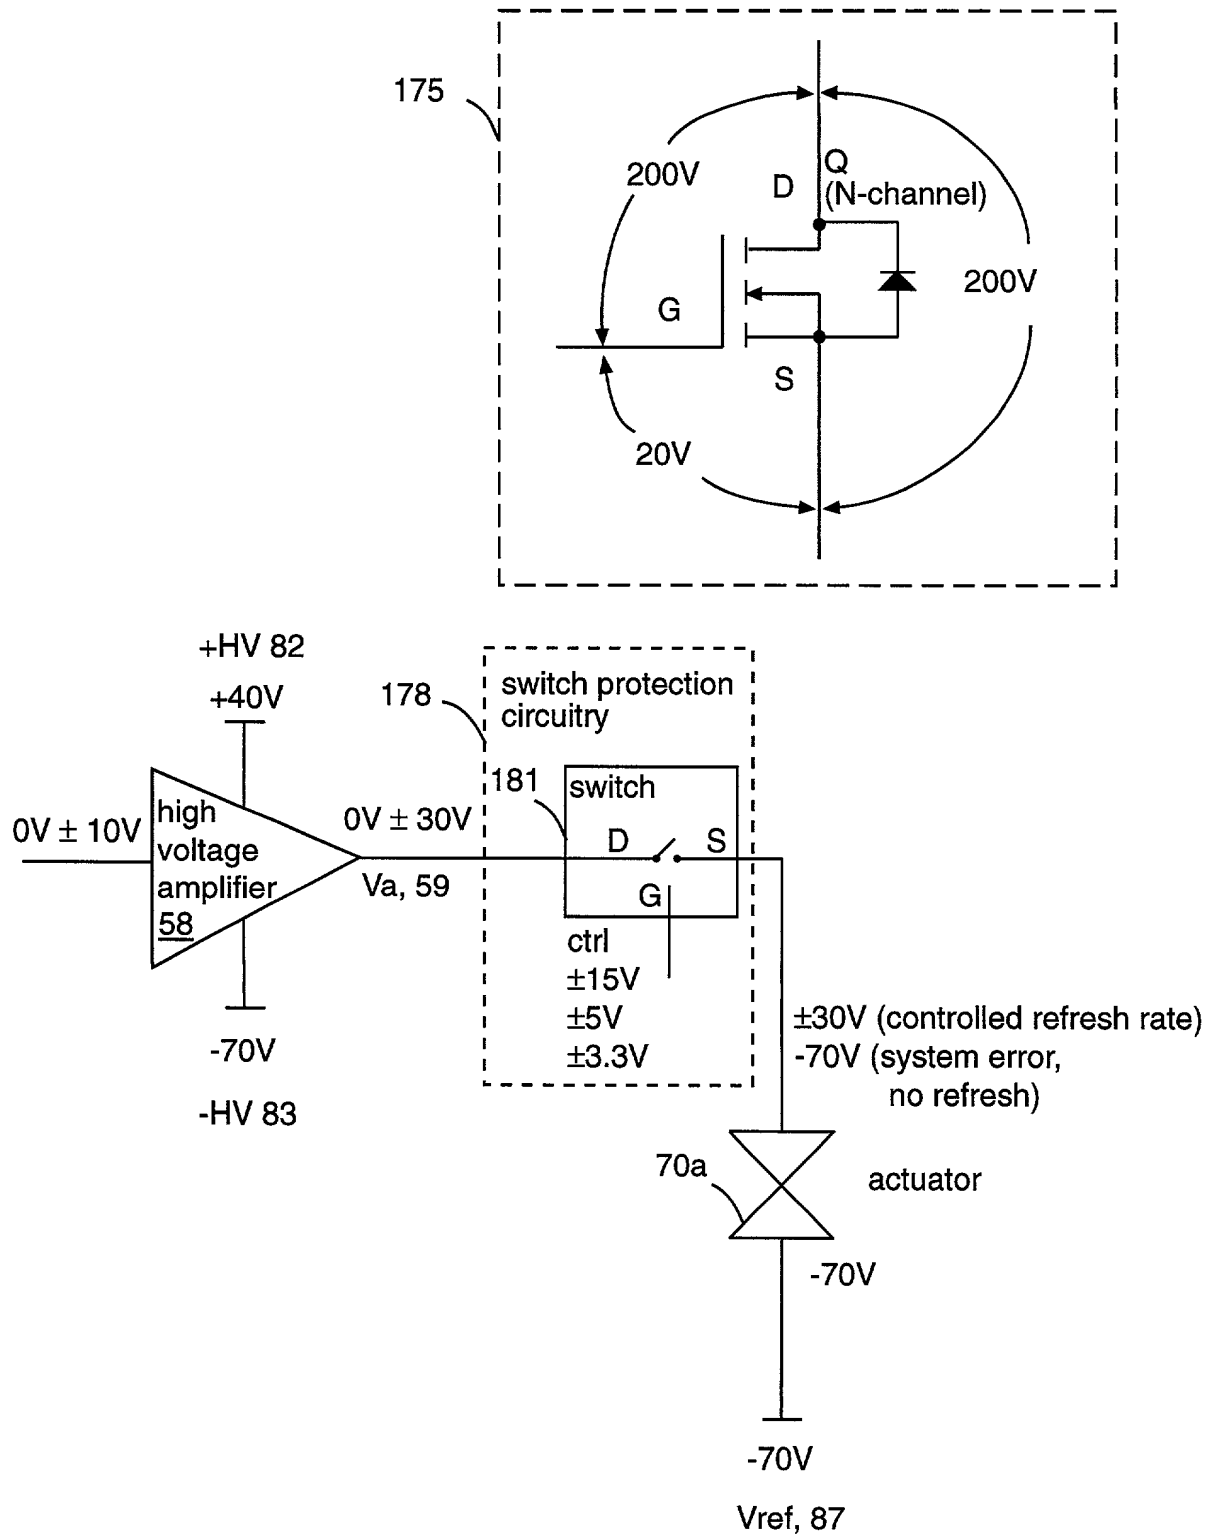 175
200V
D
Q
(N-channel)
G
200V
S
20V
+HV 82
+40V
178
switch protection
circuitry
181
switch
0V ± 10V
high
voltage
amplifier
58
0V ± 30V
Va, 59
D
S
G
ctrl
±15V
±5V
±3.3V
-70V
-HV 83
±30V (controlled refresh rate)
-70V (system error,
no refresh)
70a
actuator
-70V
-70V
Vref, 87